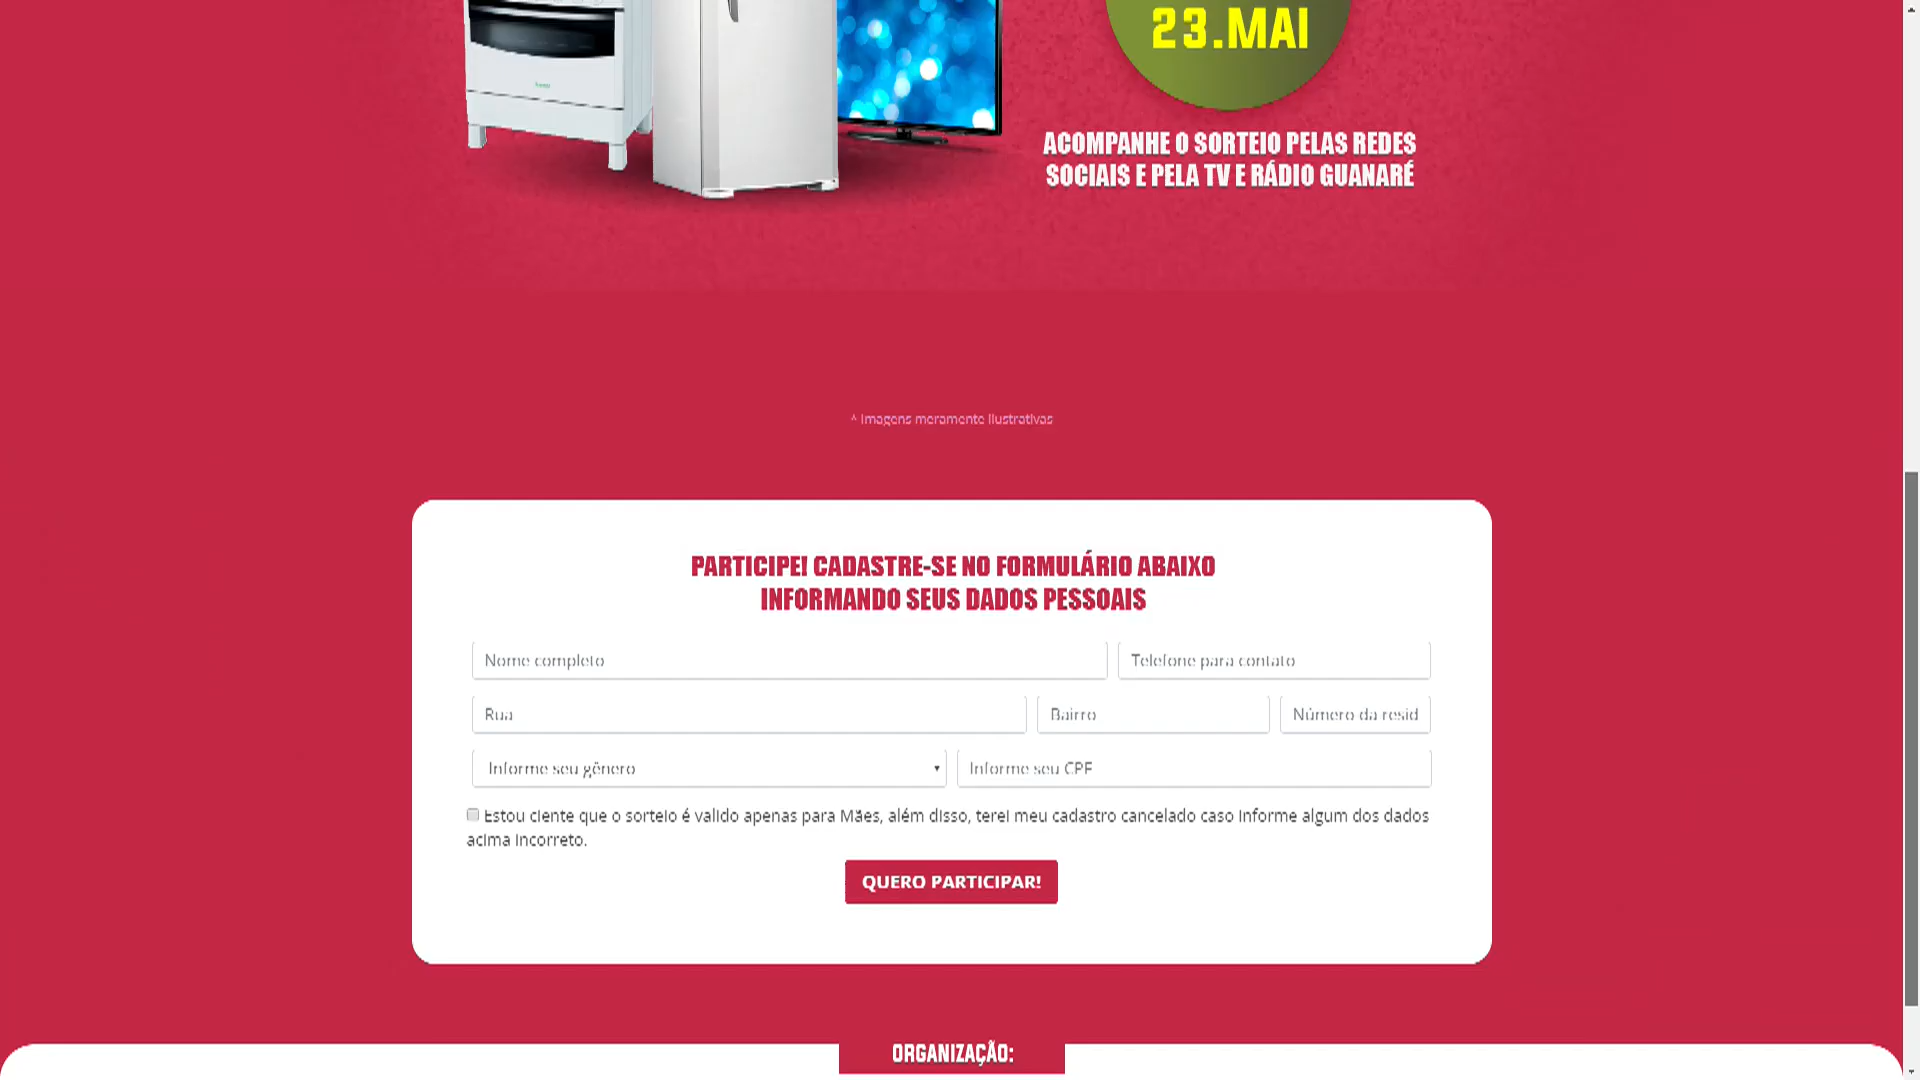 23.MAI
ACOMPANHE O SORTEIO PELAS REDES
SOCIAIS E PELA TV E RÁDIO GUANARÉ
* Imagens meramente ilustrativas
PARTICIPE! CADASTRE-SE NO FORMULÁRIO ABAIXO
INFORMANDO SEUS DADOS PESSOAIS
Nome completo
Telefone para contato
Rua
Bairro
Número da resid
Informe seu gênero
Informe seu CPF
Estou ciente que o sorteio é valido apenas para Mães, além disso, terei meu cadastro cancelado caso informe algum dos dados
acima incorreto.
QUERO PARTICIPAR!
ORGANIZAÇÃO: